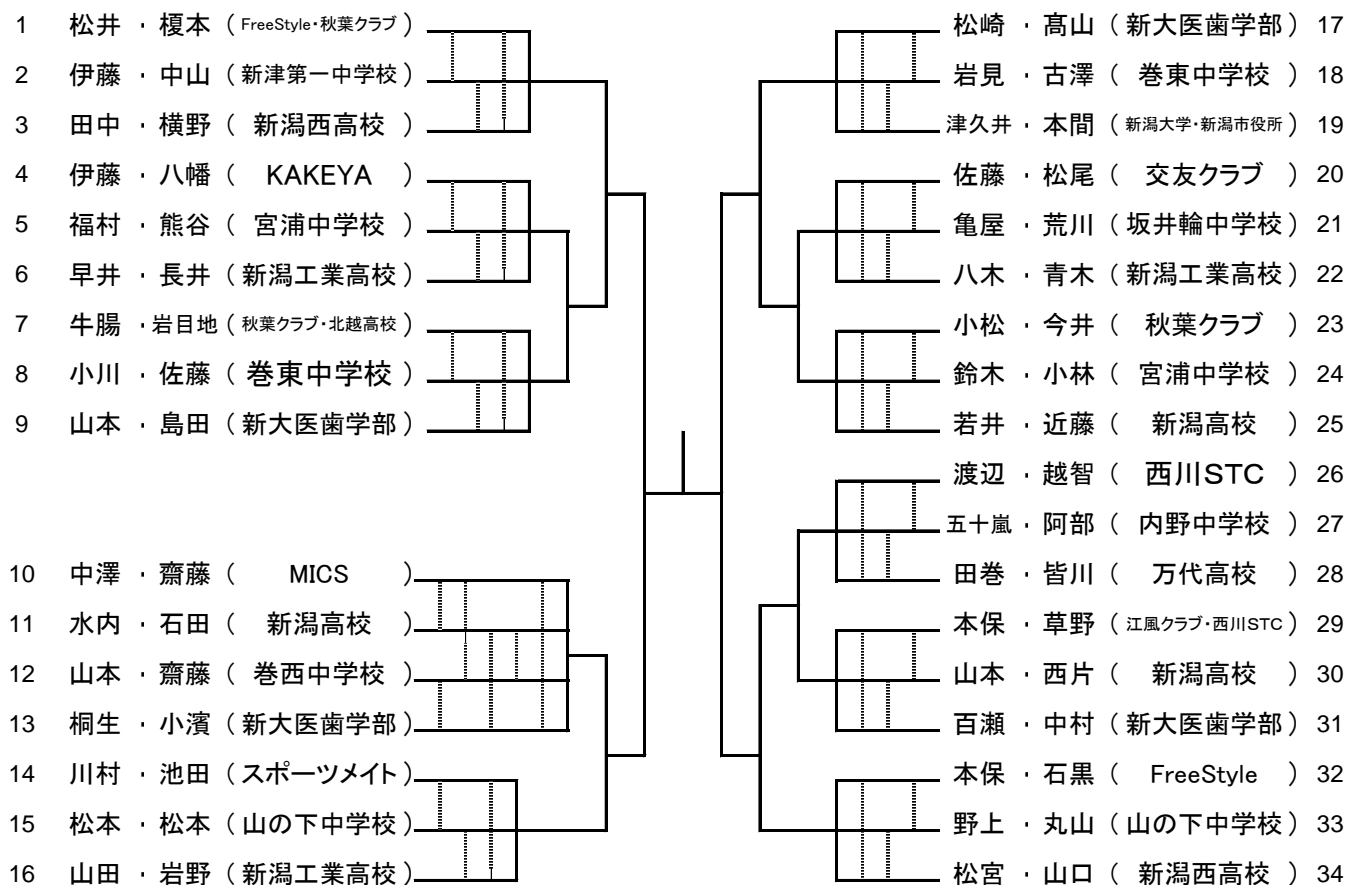 1 松井 ・ 榎本 ( FreeStyle・秋葉クラブ )
2 伊藤 ・ 中山 ( 新津第一中学校 )
3 田中 ・ 横野 ( 新潟西高校 )
4 伊藤 ・ 八幡 ( KAKEYA )
5 福村 ・ 熊谷 ( 宮浦中学校 )
6 早井 ・ 長井 ( 新潟工業高校 )
7 牛腸 ・ 岩目地 ( 秋葉クラブ・北越高校 )
8 小川 ・ 佐藤 ( 巻東中学校 )
9 山本 ・ 島田 ( 新大医歯学部 )
10 中澤 ・ 齋藤 ( MICS )
11 水内 ・ 石田 ( 新潟高校 )
12 山本 ・ 齋藤 ( 巻西中学校 )
13 桐生 ・ 小濱 ( 新大医歯学部 )
14 川村 ・ 池田 ( スポーツメイト )
15 松本 ・ 松本 ( 山の下中学校 )
16 山田 ・ 岩野 ( 新潟工業高校 )
松崎 ・ 髙山 ( 新大医歯学部 ) 17
岩見 ・ 古澤 ( 巻東中学校 ) 18
津久井 ・ 本間 ( 新潟大学・新潟市役所 ) 19
佐藤 ・ 松尾 ( 交友クラブ ) 20
亀屋 ・ 荒川 ( 坂井輪中学校 ) 21
八木 ・ 青木 ( 新潟工業高校 ) 22
小松 ・ 今井 ( 秋葉クラブ ) 23
鈴木 ・ 小林 ( 宮浦中学校 ) 24
若井 ・ 近藤 ( 新潟高校 ) 25
渡辺 ・ 越智 ( 西川STC ) 26
五十嵐 ・ 阿部 ( 内野中学校 ) 27
田巻 ・ 皆川 ( 万代高校 ) 28
本保 ・ 草野 ( 江風クラブ・西川STC ) 29
山本 ・ 西片 ( 新潟高校 ) 30
百瀬 ・ 中村 ( 新大医歯学部 ) 31
本保 ・ 石黒 ( FreeStyle ) 32
野上 ・ 丸山 ( 山の下中学校 ) 33
松宮 ・ 山口 ( 新潟西高校 ) 34